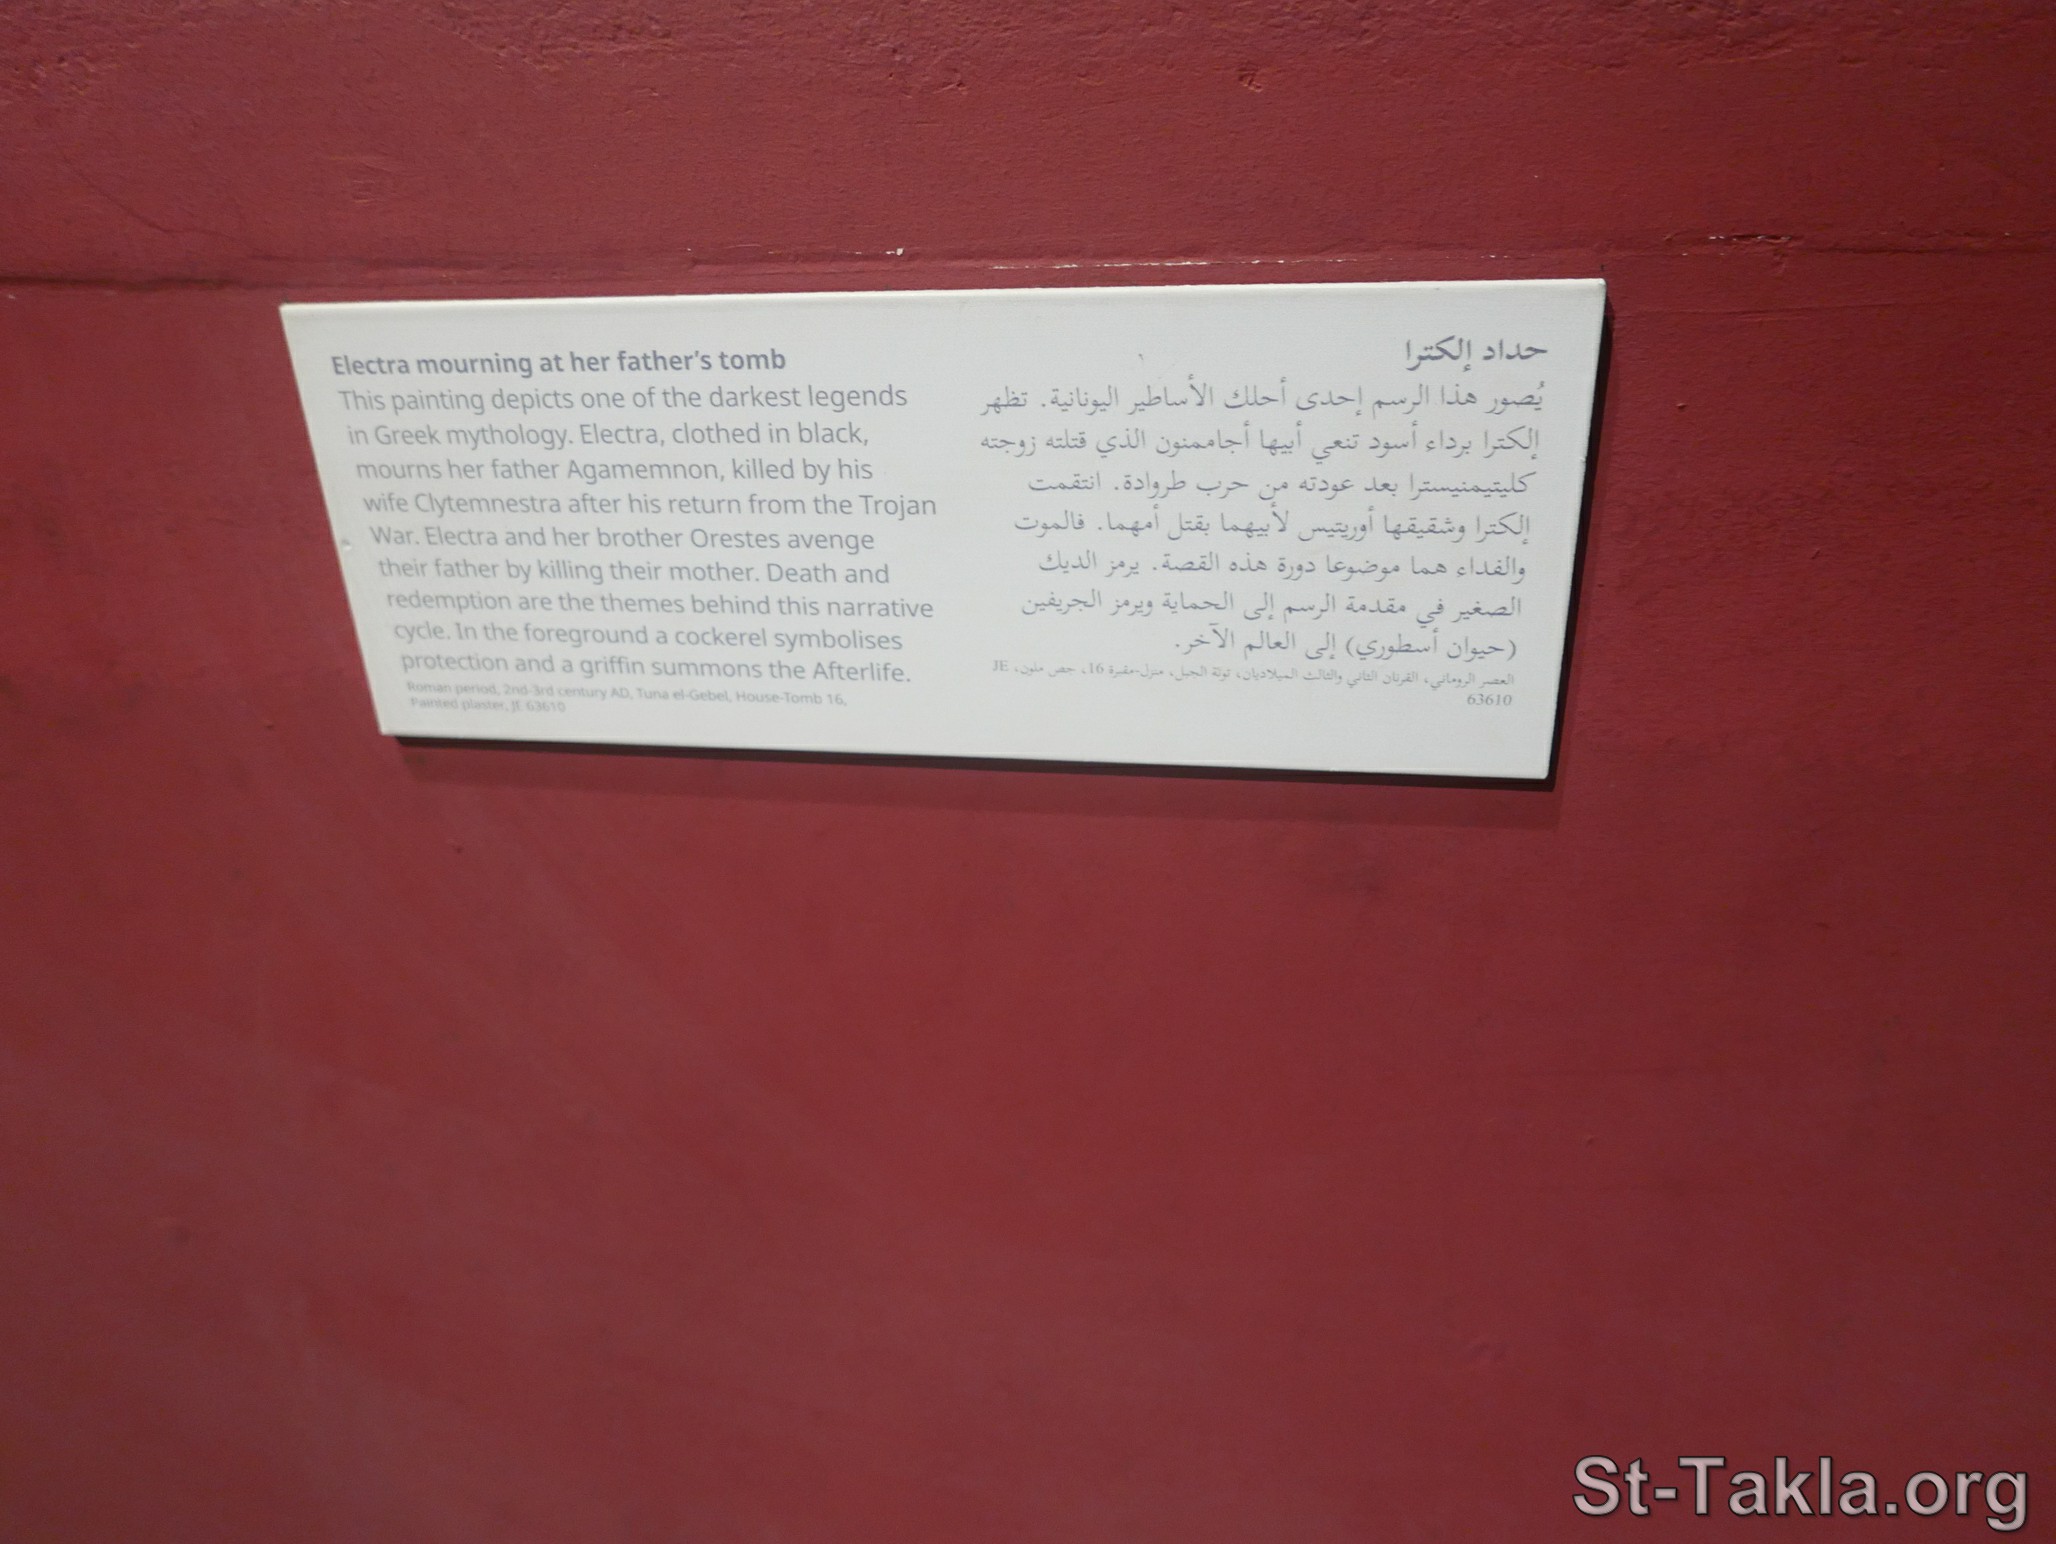 Electra mourning at her father's tomb
This painting depicts one of the darkest legends
in Greek mythology. Electra, clothed in black,
mourns her father Agamemnon, killed by his
wife Clytemnestra after his return from the Trojan
War. Electra and her brother Orestes avenge
their father by killing their mother. Death and
redemption are the themes behind this narrative
cycle. In the foreground a cockerel symbolises
protection and a griffin summons the Afterlife.
Roman period, 2nd-3rd century AD, Tuna el-Gebel, House-Tomb 16,
Painted plaster, JE 63610
حداد إلكترا
يُصور هذا الرسم إحدى أحلك الأساطير اليونانية. تظهر
إلكترا برداء أسود تنعي أبيها أجاممنون الذي قتلته زوجته
كليتيمنيسترا بعد عودته من حرب طروادة. انتقمت
إلكترا وشقيقها أوريتيس لأبيهما بقتل أمهما. فالموت
والفداء هما موضوعا دورة هذه القصة. يرمز الديك
الصغير في مقدمة الرسم إلى الحماية ويرمز الجريفين
(حيوان أسطوري) إلى العالم الآخر.
العصر الروماني، القرنان الثاني والثالث الميلاديان، تونة الجبل، منزل-مقبرة 16، جص ملون، JE
63610
St-Takla.org